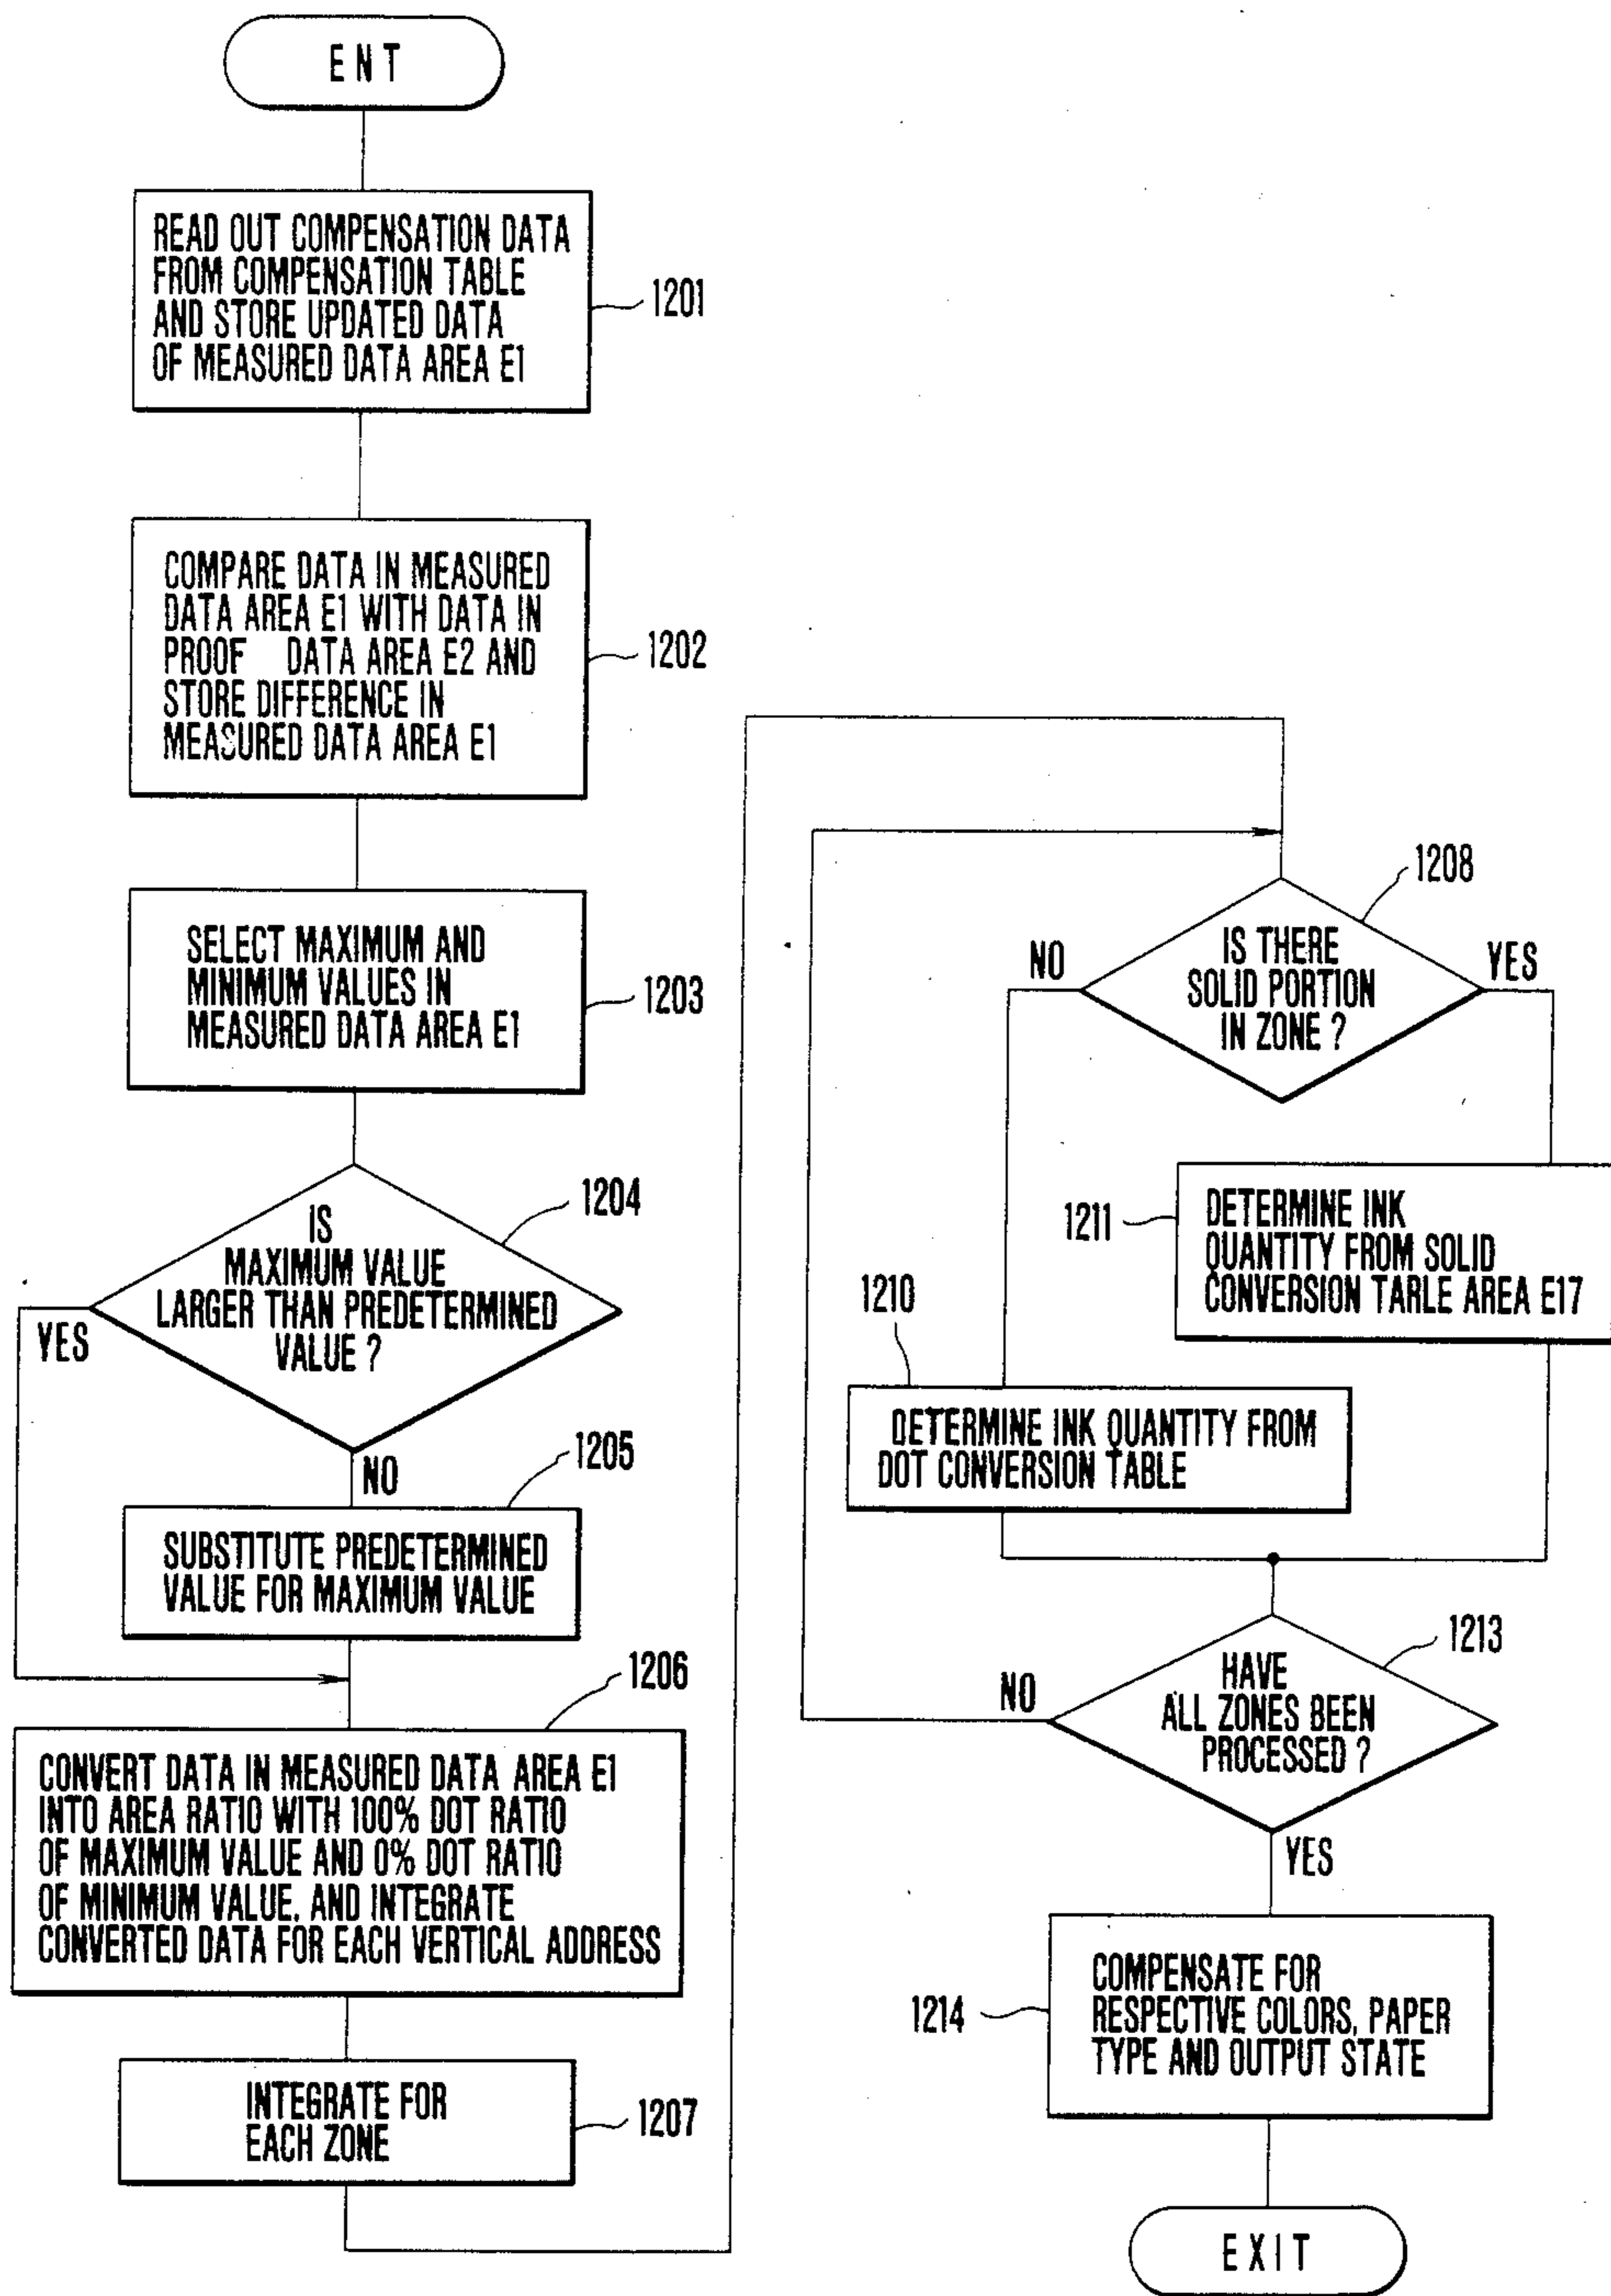 ENT
READ OUT COMPENSATION DATA
FROM COMPENSATION TABLE
AND STORE UPDATED DATA
OF MEASURED DATA AREA E1
1201
COMPARE DATA IN MEASURED
DATA AREA E1 WITH DATA IN
PROOF DATA AREA E2 AND
STORE DIFFERENCE IN
MEASURED DATA AREA E1
1202
SELECT MAXIMUM AND
MINIMUM VALUES IN
MEASURED DATA AREA E1
1203
1204
IS
MAXIMUM VALUE
LARGER THAN PREDETERMINED
VALUE ?
YES
NO
1205
SUBSTITUTE PREDETERMINED
VALUE FOR MAXIMUM VALUE
1206
CONVERT DATA IN MEASURED DATA AREA E1
INTO AREA RATIO WITH 100% DOT RATIO
OF MAXIMUM VALUE AND 0% DOT RATIO
OF MINIMUM VALUE, AND INTEGRATE
CONVERTED DATA FOR EACH VERTICAL ADDRESS
INTEGRATE FOR
EACH ZONE
1207
1208
IS THERE
SOLID PORTION
IN ZONE ?
NO
YES
1211
DETERMINE INK
QUANTITY FROM SOLID
CONVERSION TARLE AREA E17
1210
DETERMINE INK QUANTITY FROM
DOT CONVERSION TABLE
1213
HAVE
ALL ZONES BEEN
PROCESSED ?
NO
YES
1214
COMPENSATE FOR
RESPECTIVE COLORS, PAPER
TYPE AND OUTPUT STATE
EXIT